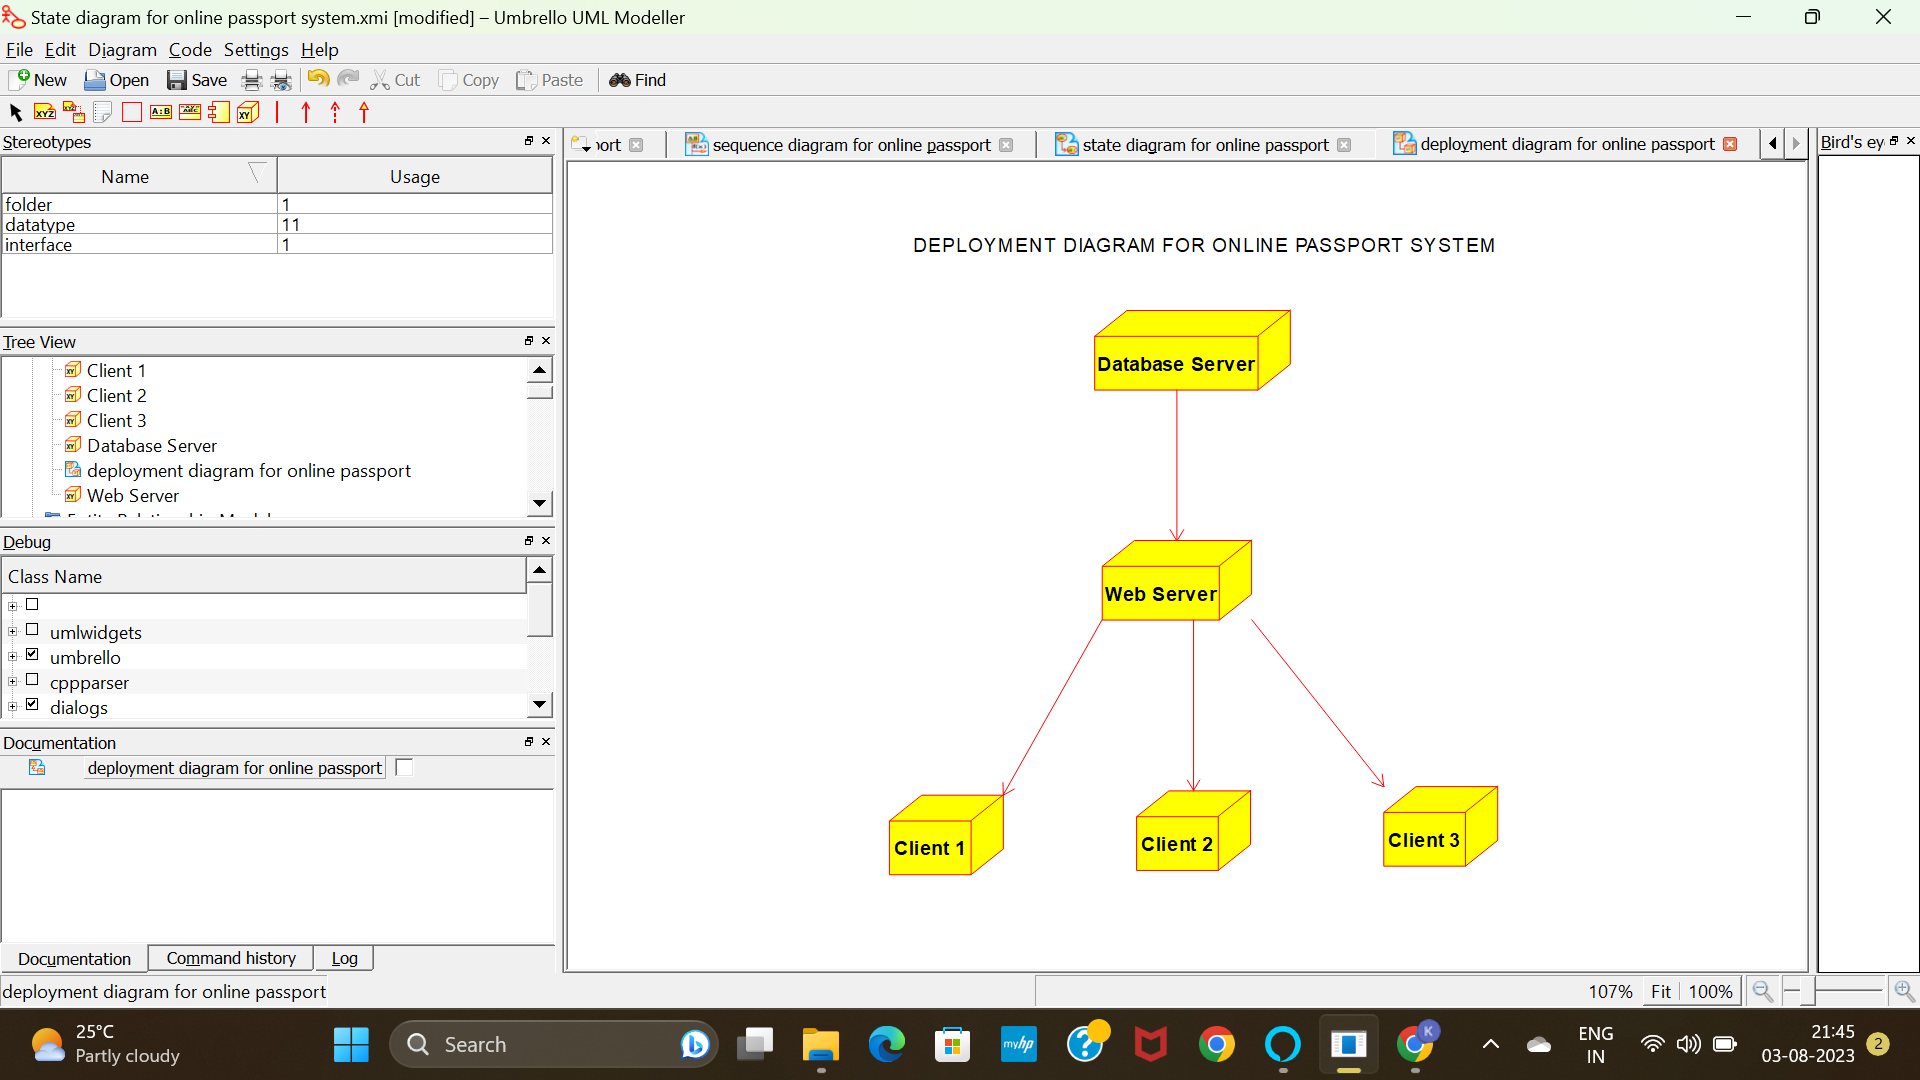 State diagram for online passport system.xmi [modified] – Umbrello UML Modeller
File Edit Diagram Code Settings Help
New Open Save Cut Copy Paste Find
XYZ XYZ A:B ABC XY
Stereotypes
Name Usage
folder 1
datatype 11
interface 1
Tree View
Client 1
Client 2
Client 3
Database Server
deployment diagram for online passport
Web Server
Debug
Class Name
umlwidgets
umbrello
cppparser
dialogs
Documentation
deployment diagram for online passport
Documentation Command history Log
deployment diagram for online passport
ort sequence diagram for online passport state diagram for online passport deployment diagram for online passport
Bird's ey
DEPLOYMENT DIAGRAM FOR ONLINE PASSPORT SYSTEM
Database Server
Web Server
Client 1
Client 2
Client 3
107% Fit 100%
25°C
Partly cloudy
Search
myhp
K
ENG
IN
21:45
03-08-2023
2